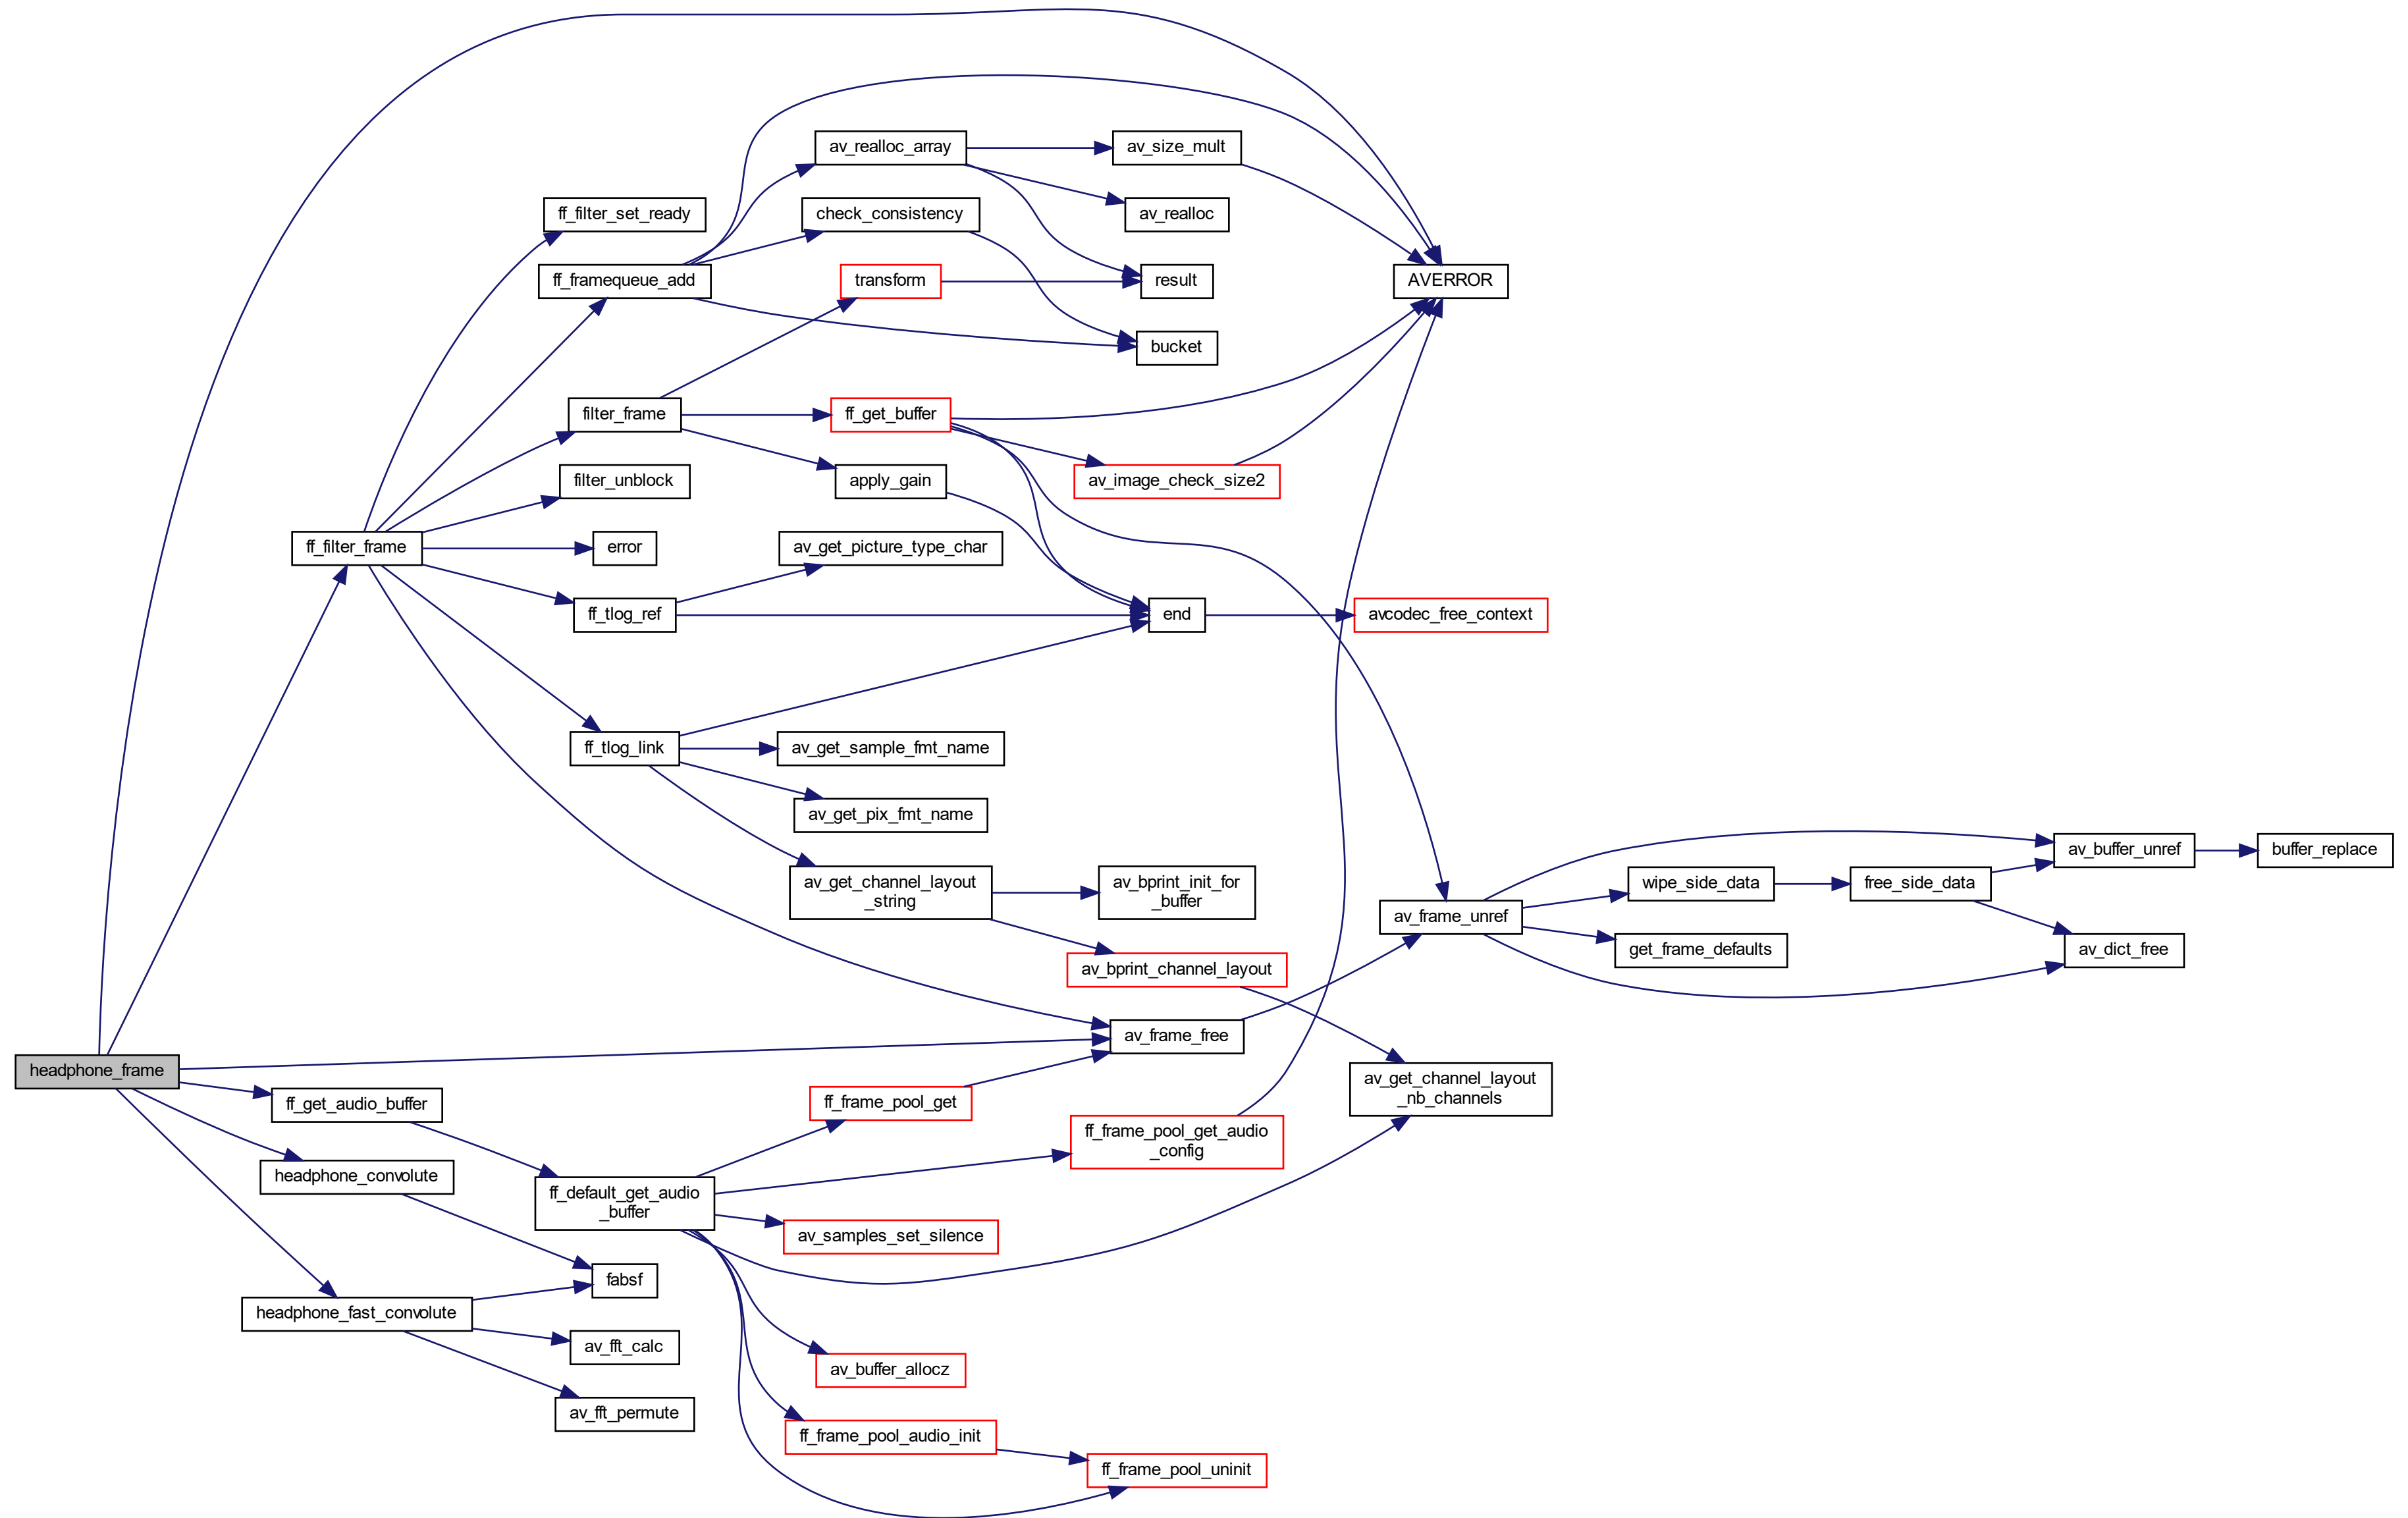 av_realloc_array
av_size_mult
ff_filter_set_ready
check_consistency
av_realloc
ff_framequeue_add
transform
result
AVERROR
bucket
filter_frame
ff_get_buffer
filter_unblock
apply_gain
av_image_check_size2
ff_filter_frame
error
av_get_picture_type_char
ff_tlog_ref
end
avcodec_free_context
ff_tlog_link
av_get_sample_fmt_name
av_get_pix_fmt_name
av_buffer_unref
buffer_replace
av_get_channel_layout
_string
av_bprint_init_for
_buffer
wipe_side_data
free_side_data
av_frame_unref
get_frame_defaults
av_dict_free
av_bprint_channel_layout
av_frame_free
headphone_frame
av_get_channel_layout
_nb_channels
ff_get_audio_buffer
ff_frame_pool_get
ff_frame_pool_get_audio
_config
headphone_convolute
ff_default_get_audio
_buffer
av_samples_set_silence
fabsf
headphone_fast_convolute
av_fft_calc
av_buffer_allocz
av_fft_permute
ff_frame_pool_audio_init
ff_frame_pool_uninit